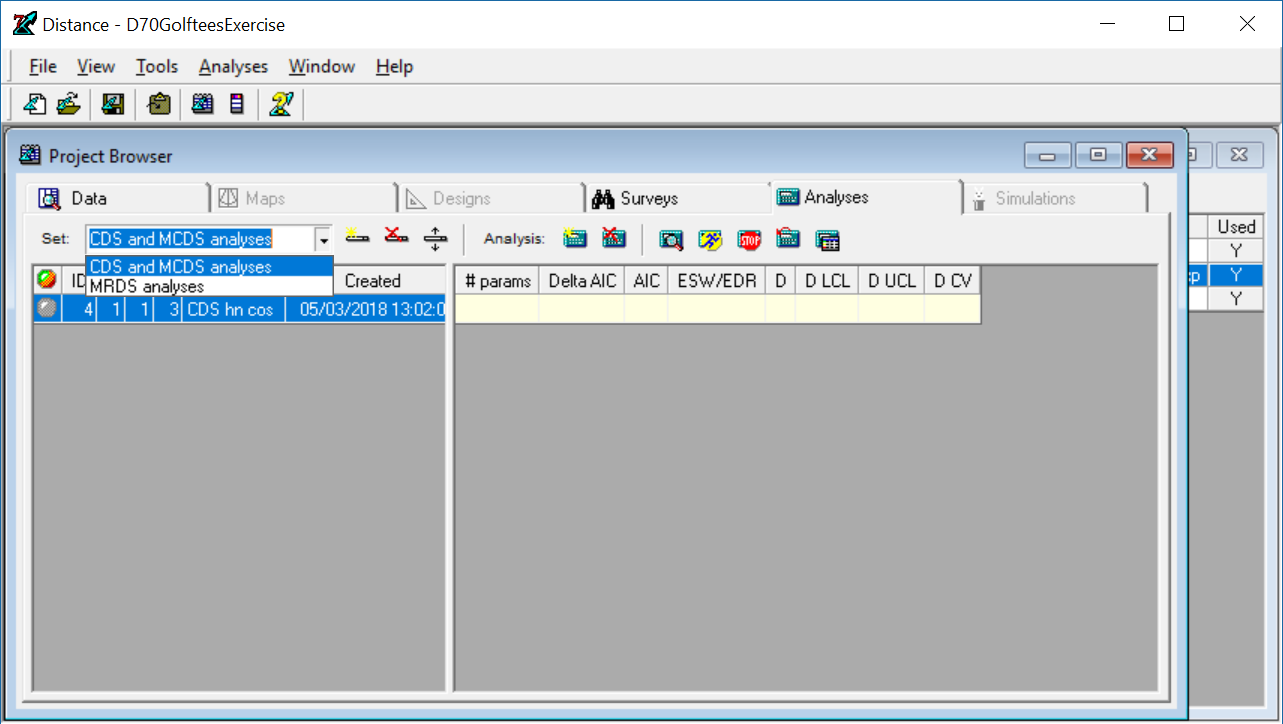 Distance - D70GolfteesExercise
File View Tools Analyses Window Help
Project Browser
Data Maps Designs Surveys Analyses Simulations
Set: CDS and MCDS analyses Analysis: STOP
CDS and MCDS analyses
MRDS analyses
ID Created # params Delta AIC AIC ESW/EDR D D LCL D UCL D CV
4 1 1 3 CDS hn cos 05/03/2018 13:02:0
Used
Y
Y
Y